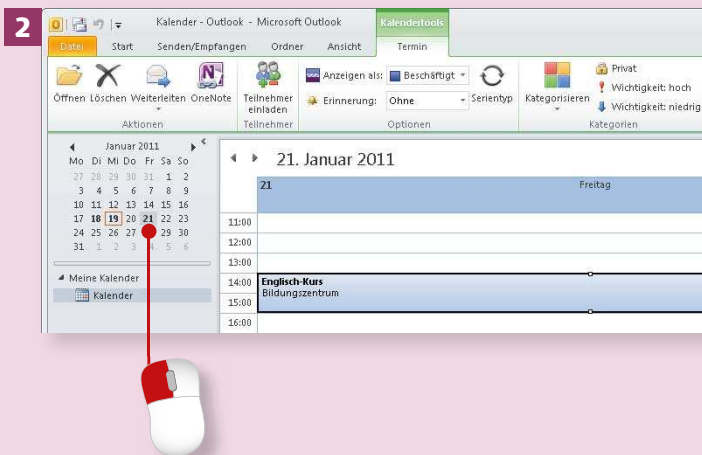 2
Kalender - Outlook - Microsoft Outlook
Kalendertools
Datei Start Senden/Empfangen Ordner Ansicht Termin
Öffnen Löschen Weiterleiten OneNote
Aktionen
Teilnehmer einladen
Teilnehmer
Anzeigen als: Beschäftigt
Erinnerung: Ohne
Serientyp
Optionen
Kategorisieren
Privat
Wichtigkeit: hoch
Wichtigkeit: niedrig
Kategorien
Januar 2011
Mo Di Mi Do Fr Sa So
27 28 29 30 31 1 2
3 4 5 6 7 8 9
10 11 12 13 14 15 16
17 18 19 20 21 22 23
24 25 26 27 29 30
31 1 2 3 4 5 6
Meine Kalender
Kalender
21. Januar 2011
21 Freitag
11:00
12:00
13:00
14:00 Englisch-Kurs
Bildungszentrum
15:00
16:00